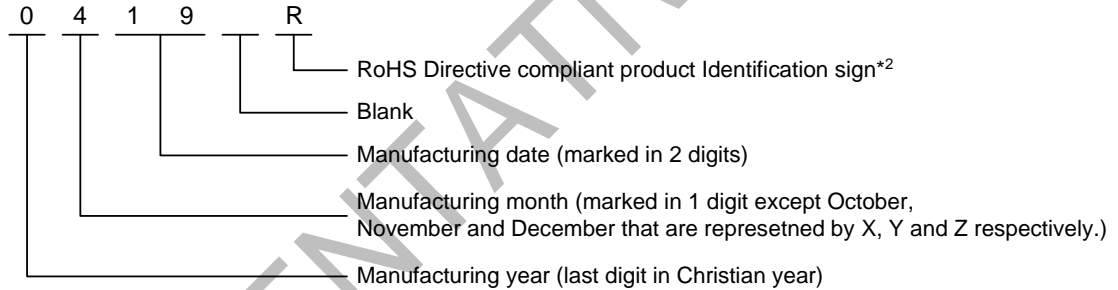 0 4 1 9 R
RoHS Directive compliant product Identification sign*2
Blank
Manufacturing date (marked in 2 digits)
Manufacturing month (marked in 1 digit except October,
November and December that are represetned by X, Y and Z respectively.)
Manufacturing year (last digit in Christian year)
ENTATIV